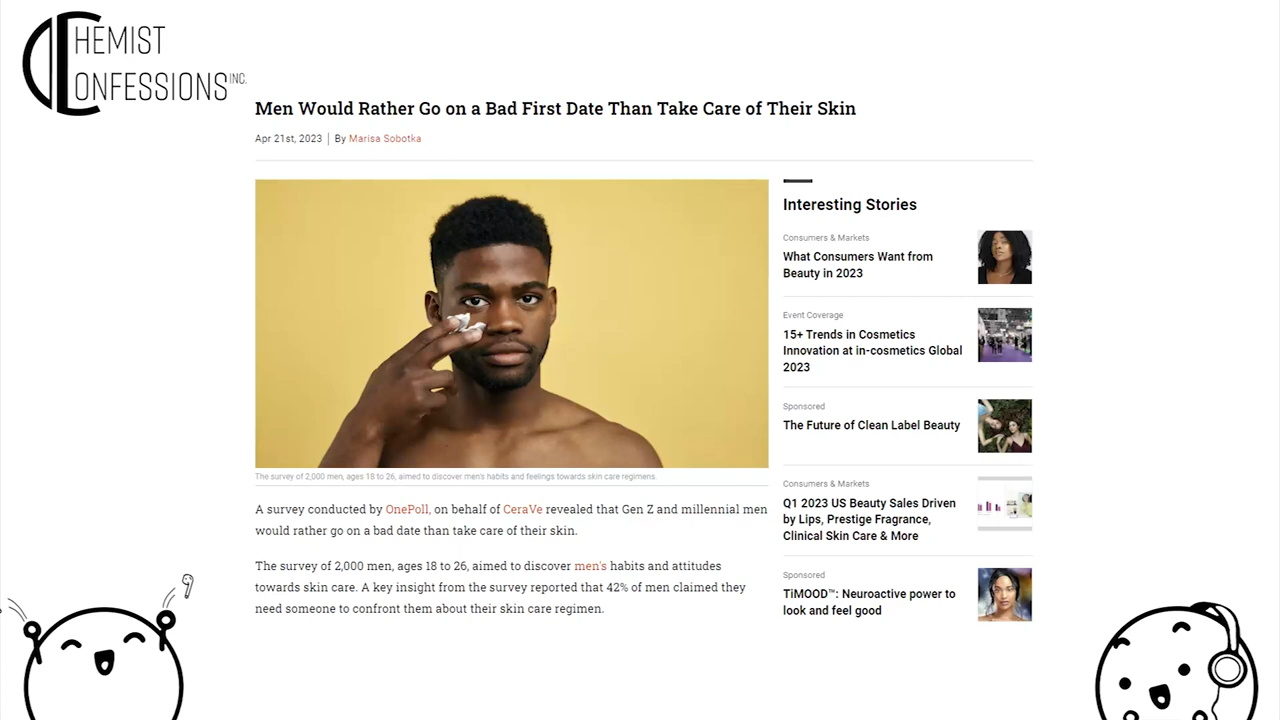 CHEMIST
CONFESSIONS INC.
Men Would Rather Go on a Bad First Date Than Take Care of Their Skin
Apr 21st, 2023 | By Marisa Sobotka
The survey of 2,000 men, ages 18 to 26, aimed to discover men's habits and feelings towards skin care regimens.
A survey conducted by OnePoll, on behalf of CeraVe revealed that Gen Z and millennial men
would rather go on a bad date than take care of their skin.
The survey of 2,000 men, ages 18 to 26, aimed to discover men's habits and attitudes
towards skin care. A key insight from the survey reported that 42% of men claimed they
need someone to confront them about their skin care regimen.
Interesting Stories
Consumers & Markets
What Consumers Want from
Beauty in 2023
Event Coverage
15+ Trends in Cosmetics
Innovation at in-cosmetics Global
2023
Sponsored
The Future of Clean Label Beauty
Consumers & Markets
Q1 2023 US Beauty Sales Driven
by Lips, Prestige Fragrance,
Clinical Skin Care & More
Sponsored
TiMOOD™: Neuroactive power to
look and feel good